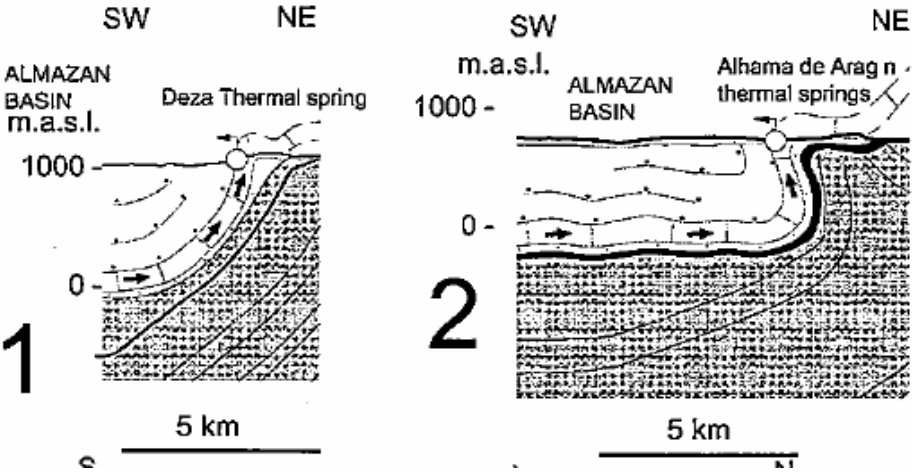 SW NE
ALMAZAN
BASIN
m.a.s.l.
Deza Thermal spring
1000
0
1
5 km
S
SW NE
m.a.s.l.
ALMAZAN
BASIN
Alhama de Arag n
thermal springs
1000
0
2
5 km
N